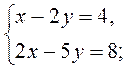 x − 2y = 4,
2x − 5y = 8;